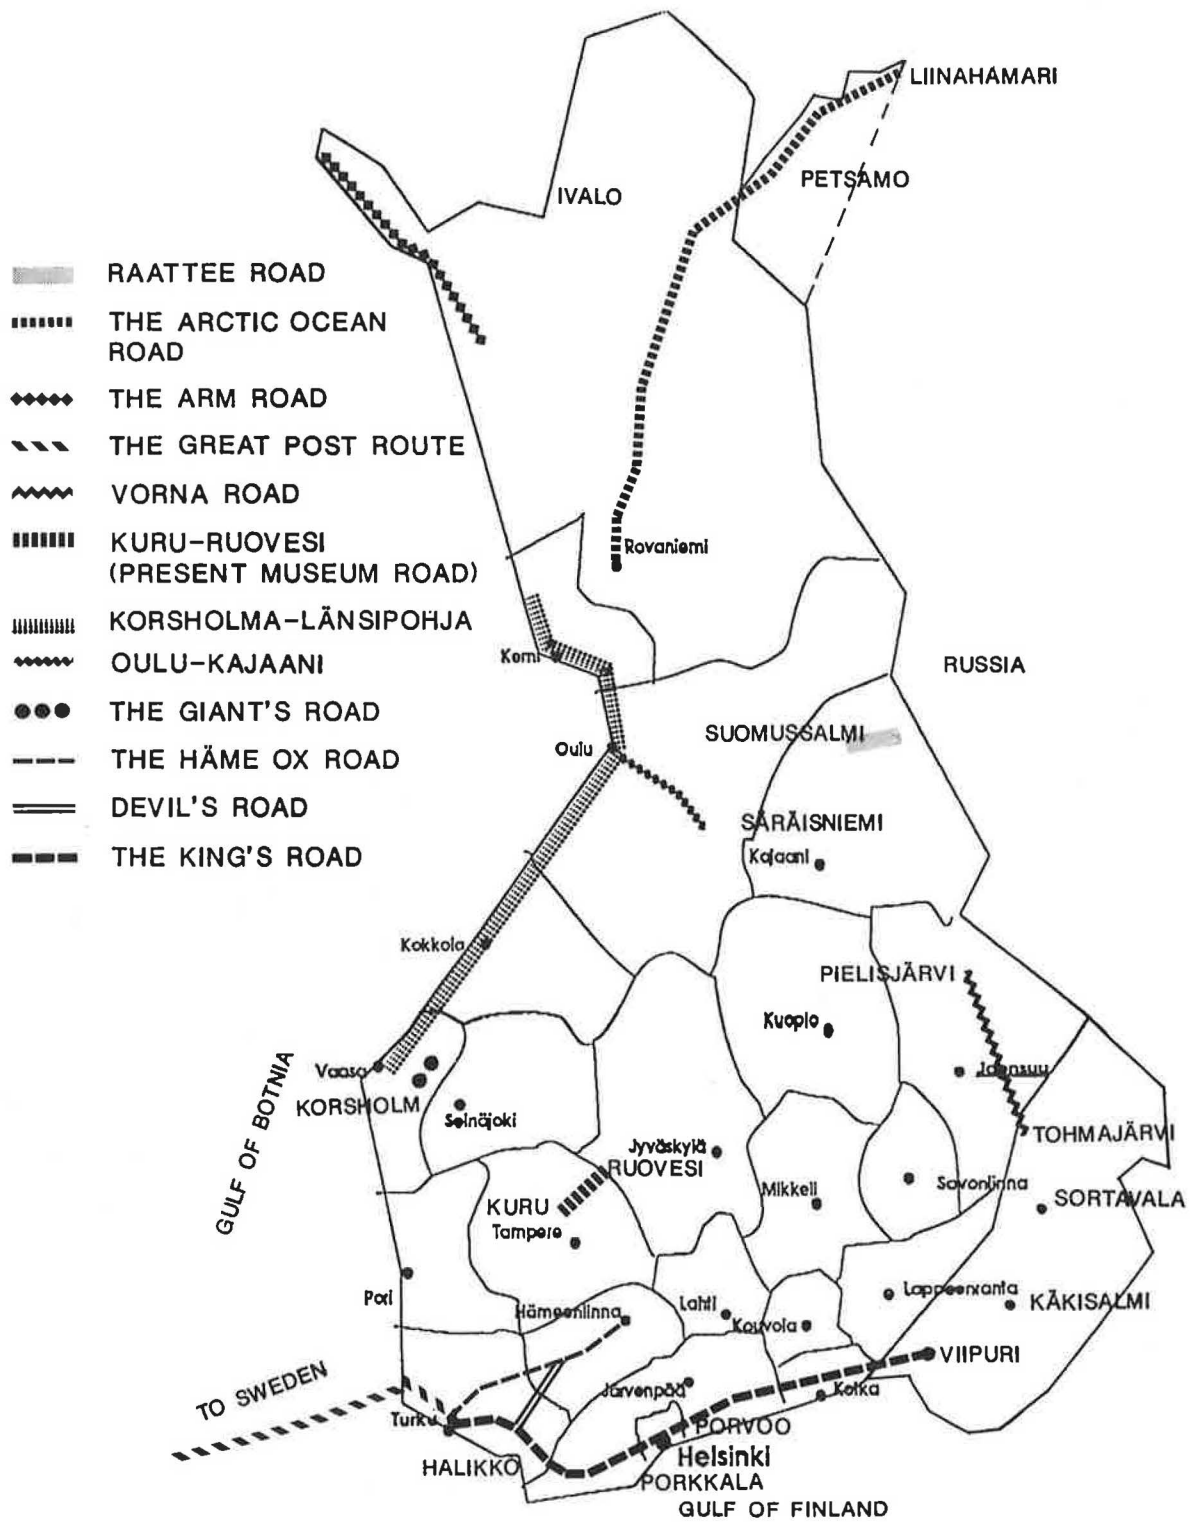 LIINAHAMARI
PETSAMO
IVALO
RAATTEE ROAD
THE ARCTIC OCEAN
ROAD
THE ARM ROAD
THE GREAT POST ROUTE
VORNA ROAD
KURU-RUOVESI
(PRESENT MUSEUM ROAD)
KORSHOLMA-LÄNSIPOHJA
OULU-KAJAANI
THE GIANT'S ROAD
THE HÄME OX ROAD
DEVIL'S ROAD
THE KING'S ROAD
Rovaniemi
Kemi
RUSSIA
SUOMUSSALMI
Oulu
SÄRÄISNIEMI
Kajaani
Kokkola
PIELISJÄRVI
Kuopio
Vaasa
Joensuu
KORSHOLM
GULF OF BOTNIA
Seinäjoki
TOHMAJÄRVI
Jyväskylä
RUOVESI
Mikkeli
Savonlinna
SORTAVALA
KURU
Tampere
Pori
Hämeenlinna
Lahti
Kouvola
Lappeenranta
KÄKISALMI
VIIPURI
TO SWEDEN
Järvenpää
Kotka
Turku
PORVOO
HALIKKO
Helsinki
PORKKALA
GULF OF FINLAND